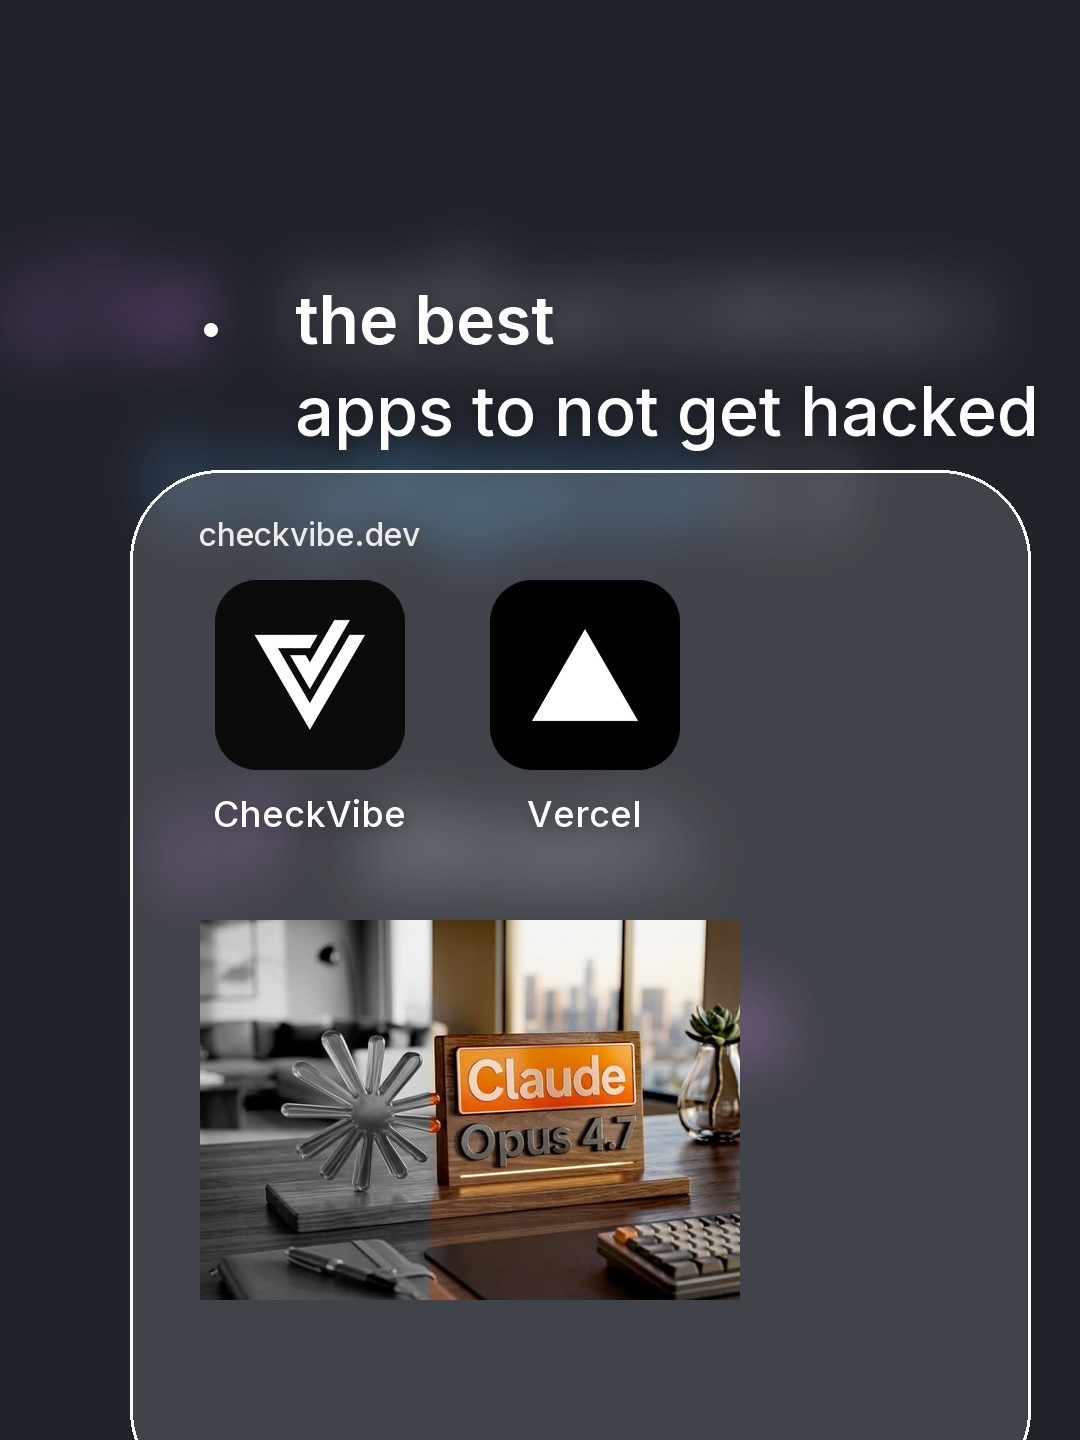 • the best
apps to not get hacked
checkvibe.dev
CheckVibe
Vercel
Claude
Opus 4.7